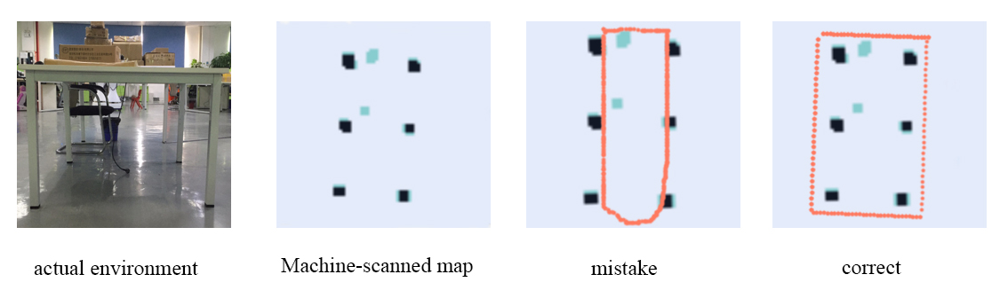 actual environment
Machine-scanned map
mistake
correct